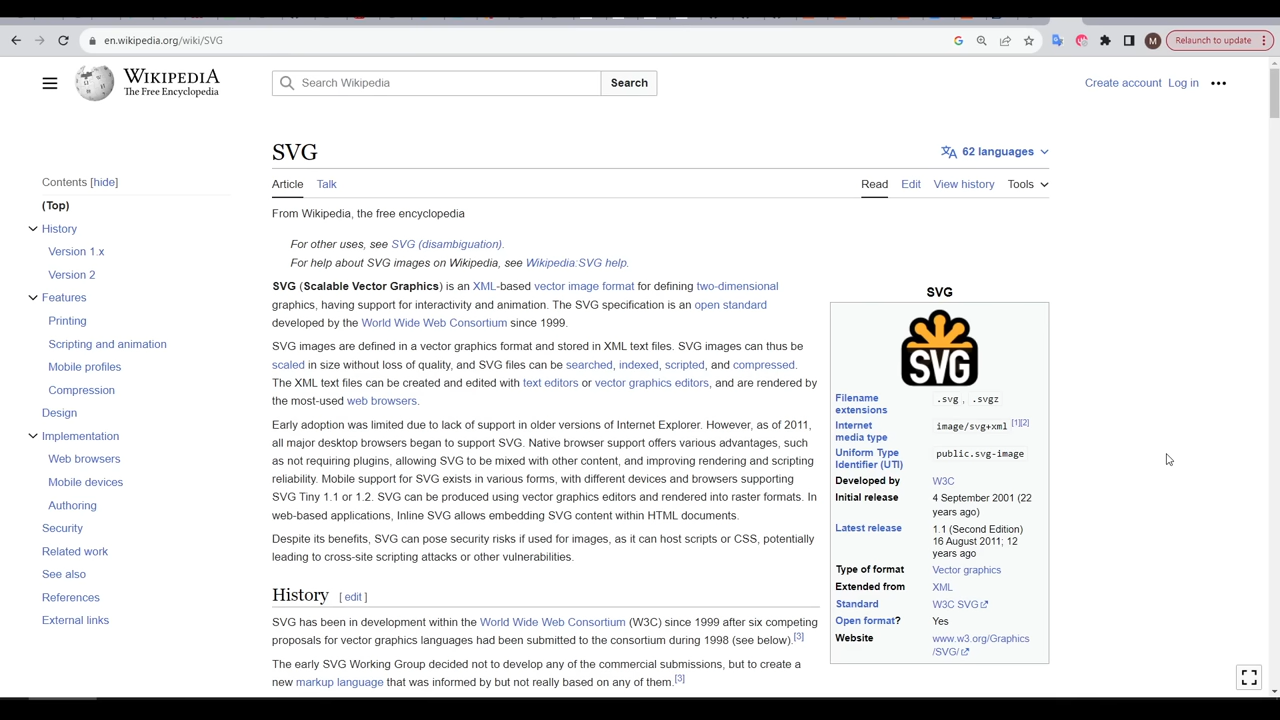 en.wikipedia.org/wiki/SVG
M
Relaunch to update
WIKIPEDIA
The Free Encyclopedia
Search Wikipedia
Search
Create account Log in
SVG
62 languages
Contents [hide]
Article Talk
Read Edit View history Tools
(Top)
History
Version 1.x
Version 2
Features
Printing
Scripting and animation
Mobile profiles
Compression
Design
Implementation
Web browsers
Mobile devices
Authoring
Security
Related work
See also
References
External links
From Wikipedia, the free encyclopedia
For other uses, see SVG (disambiguation).
For help about SVG images on Wikipedia, see Wikipedia:SVG help.
SVG (Scalable Vector Graphics) is an XML-based vector image format for defining two-dimensional
graphics, having support for interactivity and animation. The SVG specification is an open standard
developed by the World Wide Web Consortium since 1999.
SVG images are defined in a vector graphics format and stored in XML text files. SVG images can thus be
scaled in size without loss of quality, and SVG files can be searched, indexed, scripted, and compressed.
The XML text files can be created and edited with text editors or vector graphics editors, and are rendered by
the most-used web browsers.
Early adoption was limited due to lack of support in older versions of Internet Explorer. However, as of 2011,
all major desktop browsers began to support SVG. Native browser support offers various advantages, such
as not requiring plugins, allowing SVG to be mixed with other content, and improving rendering and scripting
reliability. Mobile support for SVG exists in various forms, with different devices and browsers supporting
SVG Tiny 1.1 or 1.2. SVG can be produced using vector graphics editors and rendered into raster formats. In
web-based applications, Inline SVG allows embedding SVG content within HTML documents.
Despite its benefits, SVG can pose security risks if used for images, as it can host scripts or CSS, potentially
leading to cross-site scripting attacks or other vulnerabilities.
History [ edit ]
SVG has been in development within the World Wide Web Consortium (W3C) since 1999 after six competing
proposals for vector graphics languages had been submitted to the consortium during 1998 (see below).[3]
The early SVG Working Group decided not to develop any of the commercial submissions, but to create a
new markup language that was informed by but not really based on any of them.[3]
SVG
SVG
Filename extensions .svg , .svgz
Internet media type image/svg+xml [1][2]
Uniform Type Identifier (UTI) public.svg-image
Developed by W3C
Initial release 4 September 2001 (22
years ago)
Latest release 1.1 (Second Edition)
16 August 2011; 12
years ago
Type of format Vector graphics
Extended from XML
Standard W3C SVG
Open format? Yes
Website www.w3.org/Graphics
/SVG/